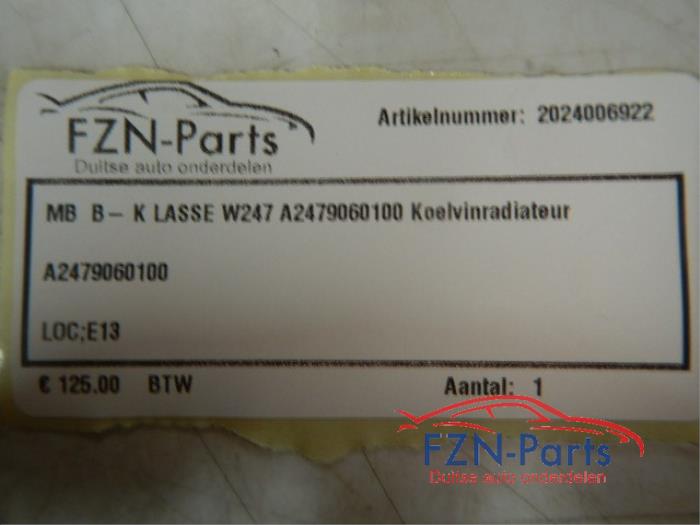 FZN-Parts
Duitse auto onderdelen
Artikelnummer: 2024006922
MB B- K LASSE W247 A2479060100 Koelvinradiateur
A2479060100
LOC;E13
€ 125.00 BTW
Aantal: 1
FZN-Parts
Duitse auto onderdelen